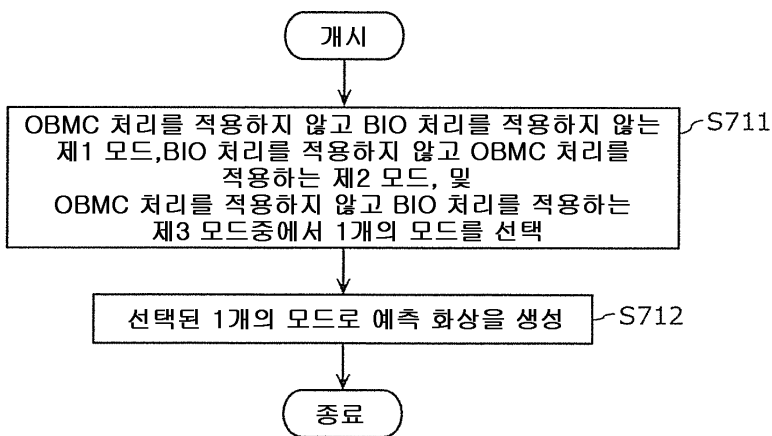 개시
OBMC 처리를 적용하지 않고 BIO 처리를 적용하지 않는
제1 모드,BIO 처리를 적용하지 않고 OBMC 처리를
적용하는 제2 모드, 및
OBMC 처리를 적용하지 않고 BIO 처리를 적용하는
제3 모드중에서 1개의 모드를 선택
S711
선택된 1개의 모드로 예측 화상을 생성
S712
종료